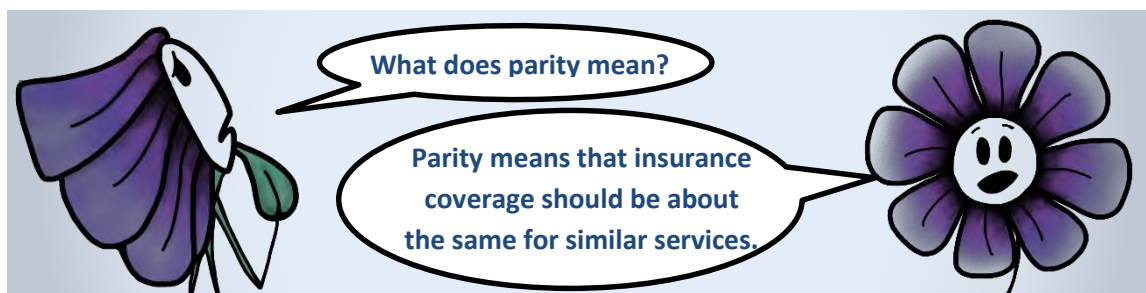 What does parity mean?
Parity means that insurance
coverage should be about
the same for similar services.